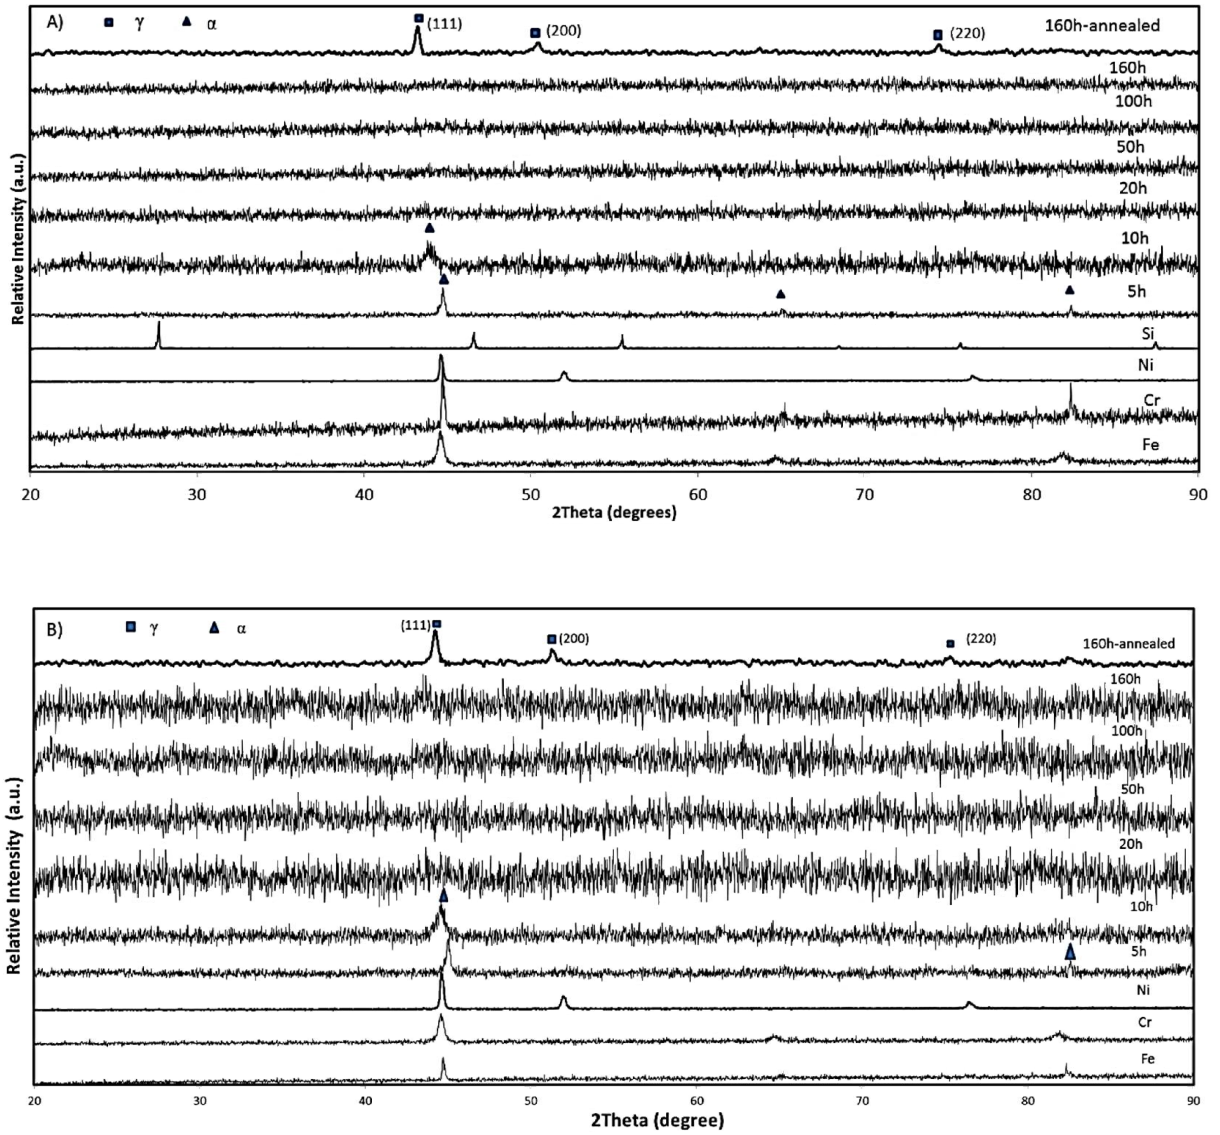 A) γ α (111) (200) (220) 160h-annealed
160h
100h
50h
20h
10h
5h
Si
Ni
Cr
Fe
Relative Intensity (a.u.)
20 30 40 50 60 70 80 90
2Theta (degrees)
B) γ α (111) (200) (220) 160h-annealed
160h
100h
50h
20h
10h
5h
Ni
Cr
Fe
Relative Intensity (a.u.)
20 30 40 50 60 70 80 90
2Theta (degree)